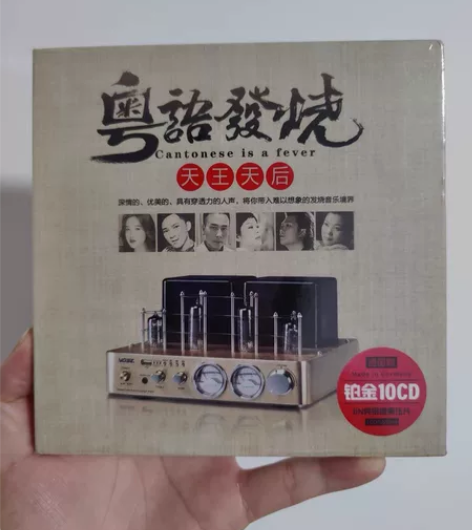 粤語發燒
Cantonese is a fever
天王天后
深情的、优美的、具有穿透力的人声，将你带入难以想象的发烧音乐境界
铂金10CD